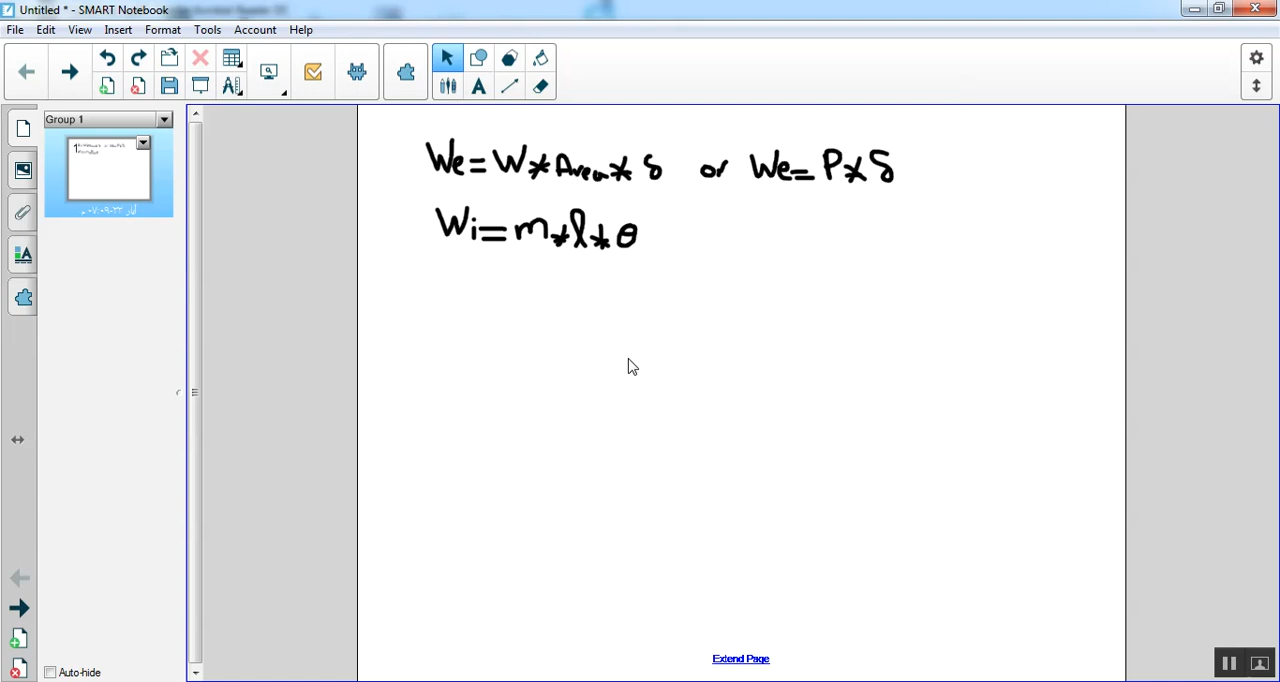 Untitled * - SMART Notebook
File Edit View Insert Format Tools Account Help
Group 1
1
We = W * Area * δ or We = P * δ
Wi = m * l * θ
Extend Page
Auto-hide